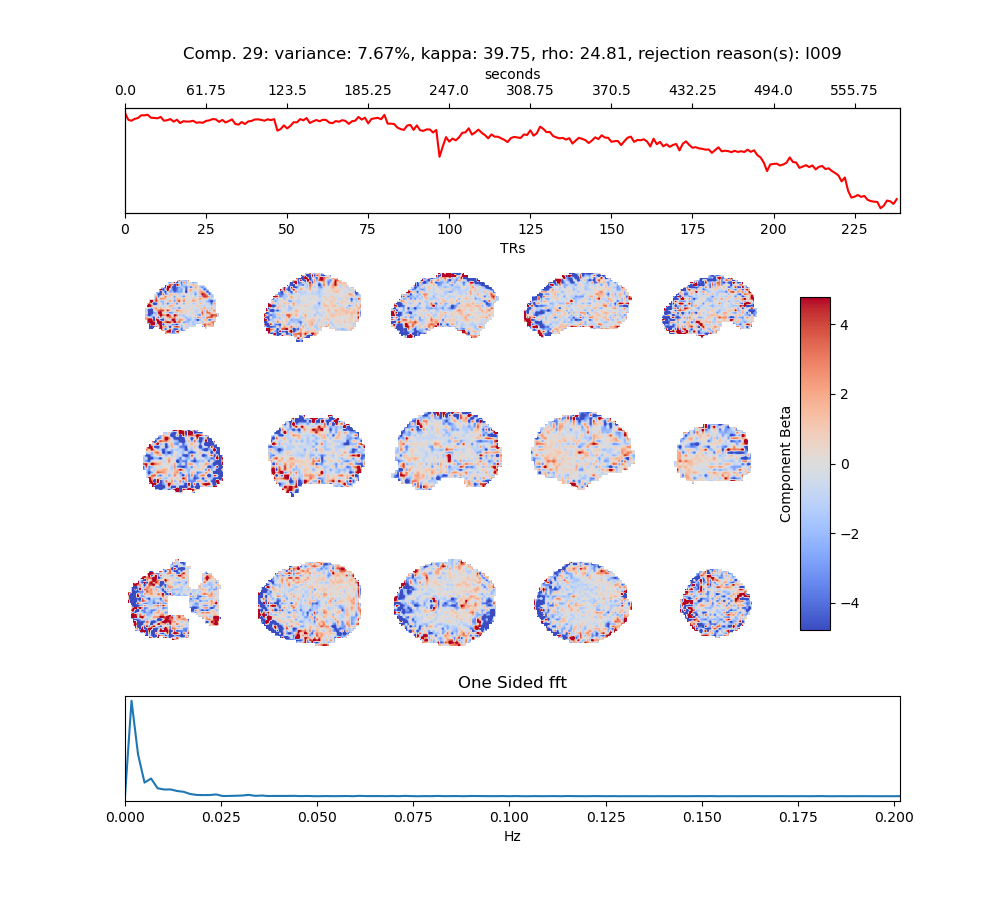 Comp. 29: variance: 7.67%, kappa: 39.75, rho: 24.81, rejection reason(s): I009
seconds
0.0 61.75 123.5 185.25 247.0 308.75 370.5 432.25 494.0 555.75
0 25 50 75 100 125 150 175 200 225
TRs
4
2
0
−2
−4
Component Beta
One Sided fft
0.000 0.025 0.050 0.075 0.100 0.125 0.150 0.175 0.200
Hz